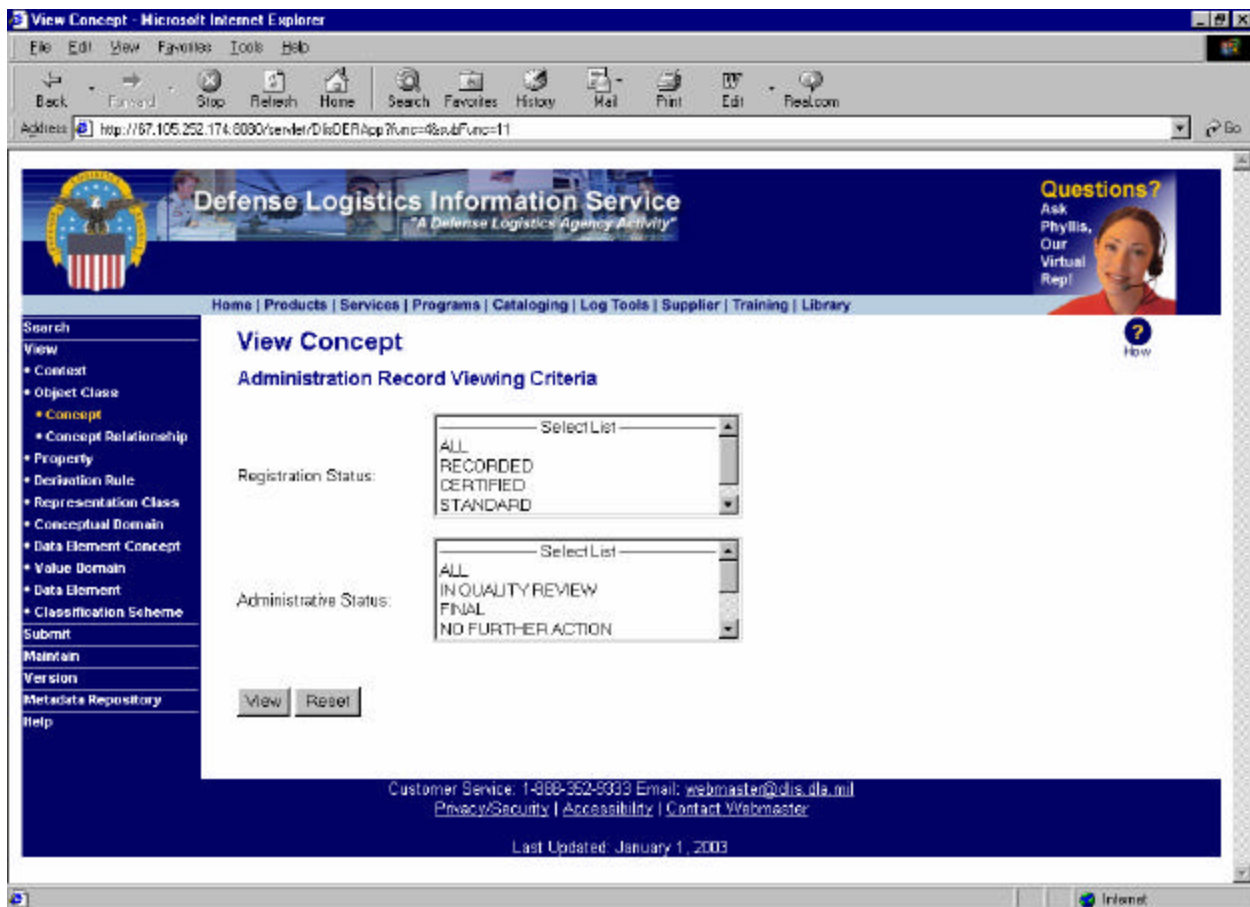 View Concept - Microsoft Internet Explorer
File Edit View Favorites Tools Help
Back Forward Stop Refresh Home Search Favorites History Mail Print Edit Real.com
Address http://67.105.252.174:8080/servlet/DlisDERApp?func=4&subFunc=11 Go
Defense Logistics Information Service
"A Defense Logistics Agency Activity"
Questions?
Ask
Phyllis,
Our
Virtual
Rep!
Home | Products | Services | Programs | Cataloging | Log Tools | Supplier | Training | Library
Search
View
• Context
• Object Class
• Concept
• Concept Relationship
• Property
• Derivation Rule
• Representation Class
• Conceptual Domain
• Data Element Concept
• Value Domain
• Data Element
• Classification Scheme
Submit
Maintain
Version
Metadata Repository
Help
View Concept
? How
Administration Record Viewing Criteria
Registration Status:
Select List
ALL
RECORDED
CERTIFIED
STANDARD
Administrative Status:
Select List
ALL
IN QUALITY REVIEW
FINAL
NO FURTHER ACTION
View Reset
Customer Service: 1-888-352-9333 Email: webmaster@dlis.dla.mil
Privacy/Security | Accessibility | Contact Webmaster
Last Updated: January 1, 2003
Internet